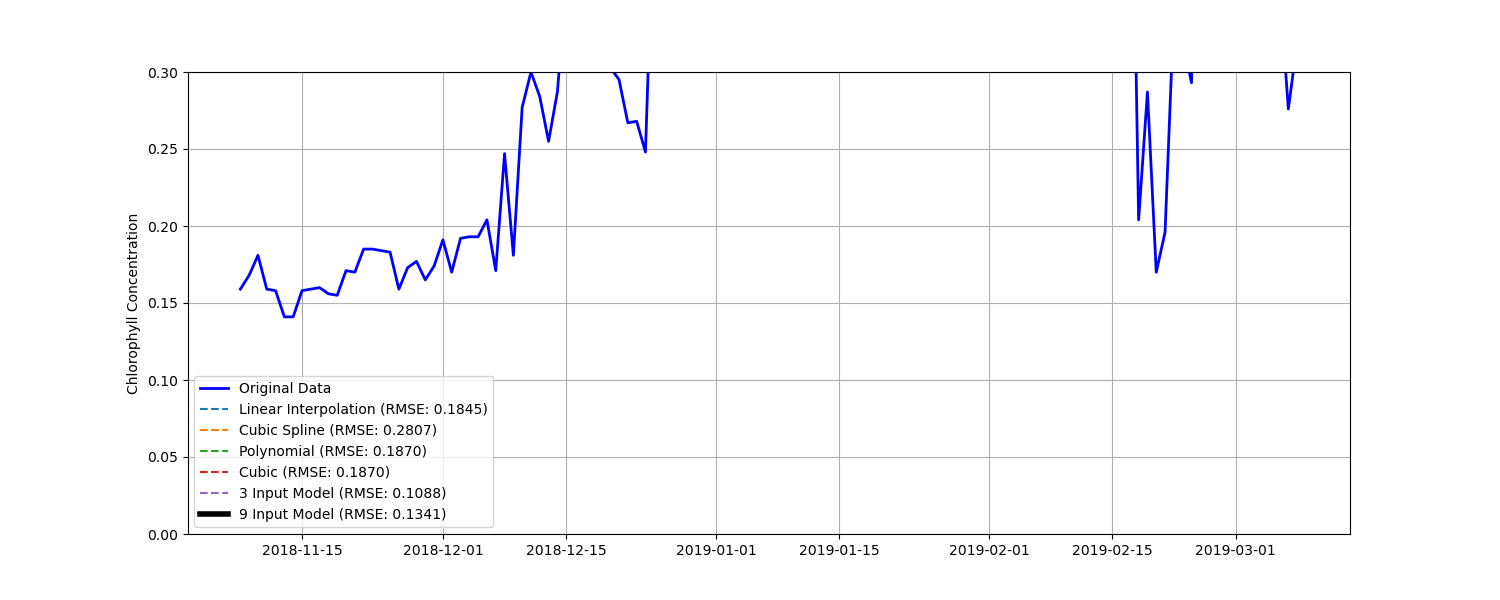 0.30
0.25
0.20
0.15
0.10
0.05
0.00
Chlorophyll Concentration
Original Data
Linear Interpolation (RMSE: 0.1845)
Cubic Spline (RMSE: 0.2807)
Polynomial (RMSE: 0.1870)
Cubic (RMSE: 0.1870)
3 Input Model (RMSE: 0.1088)
9 Input Model (RMSE: 0.1341)
2018-11-15 2018-12-01 2018-12-15 2019-01-01 2019-01-15 2019-02-01 2019-02-15 2019-03-01